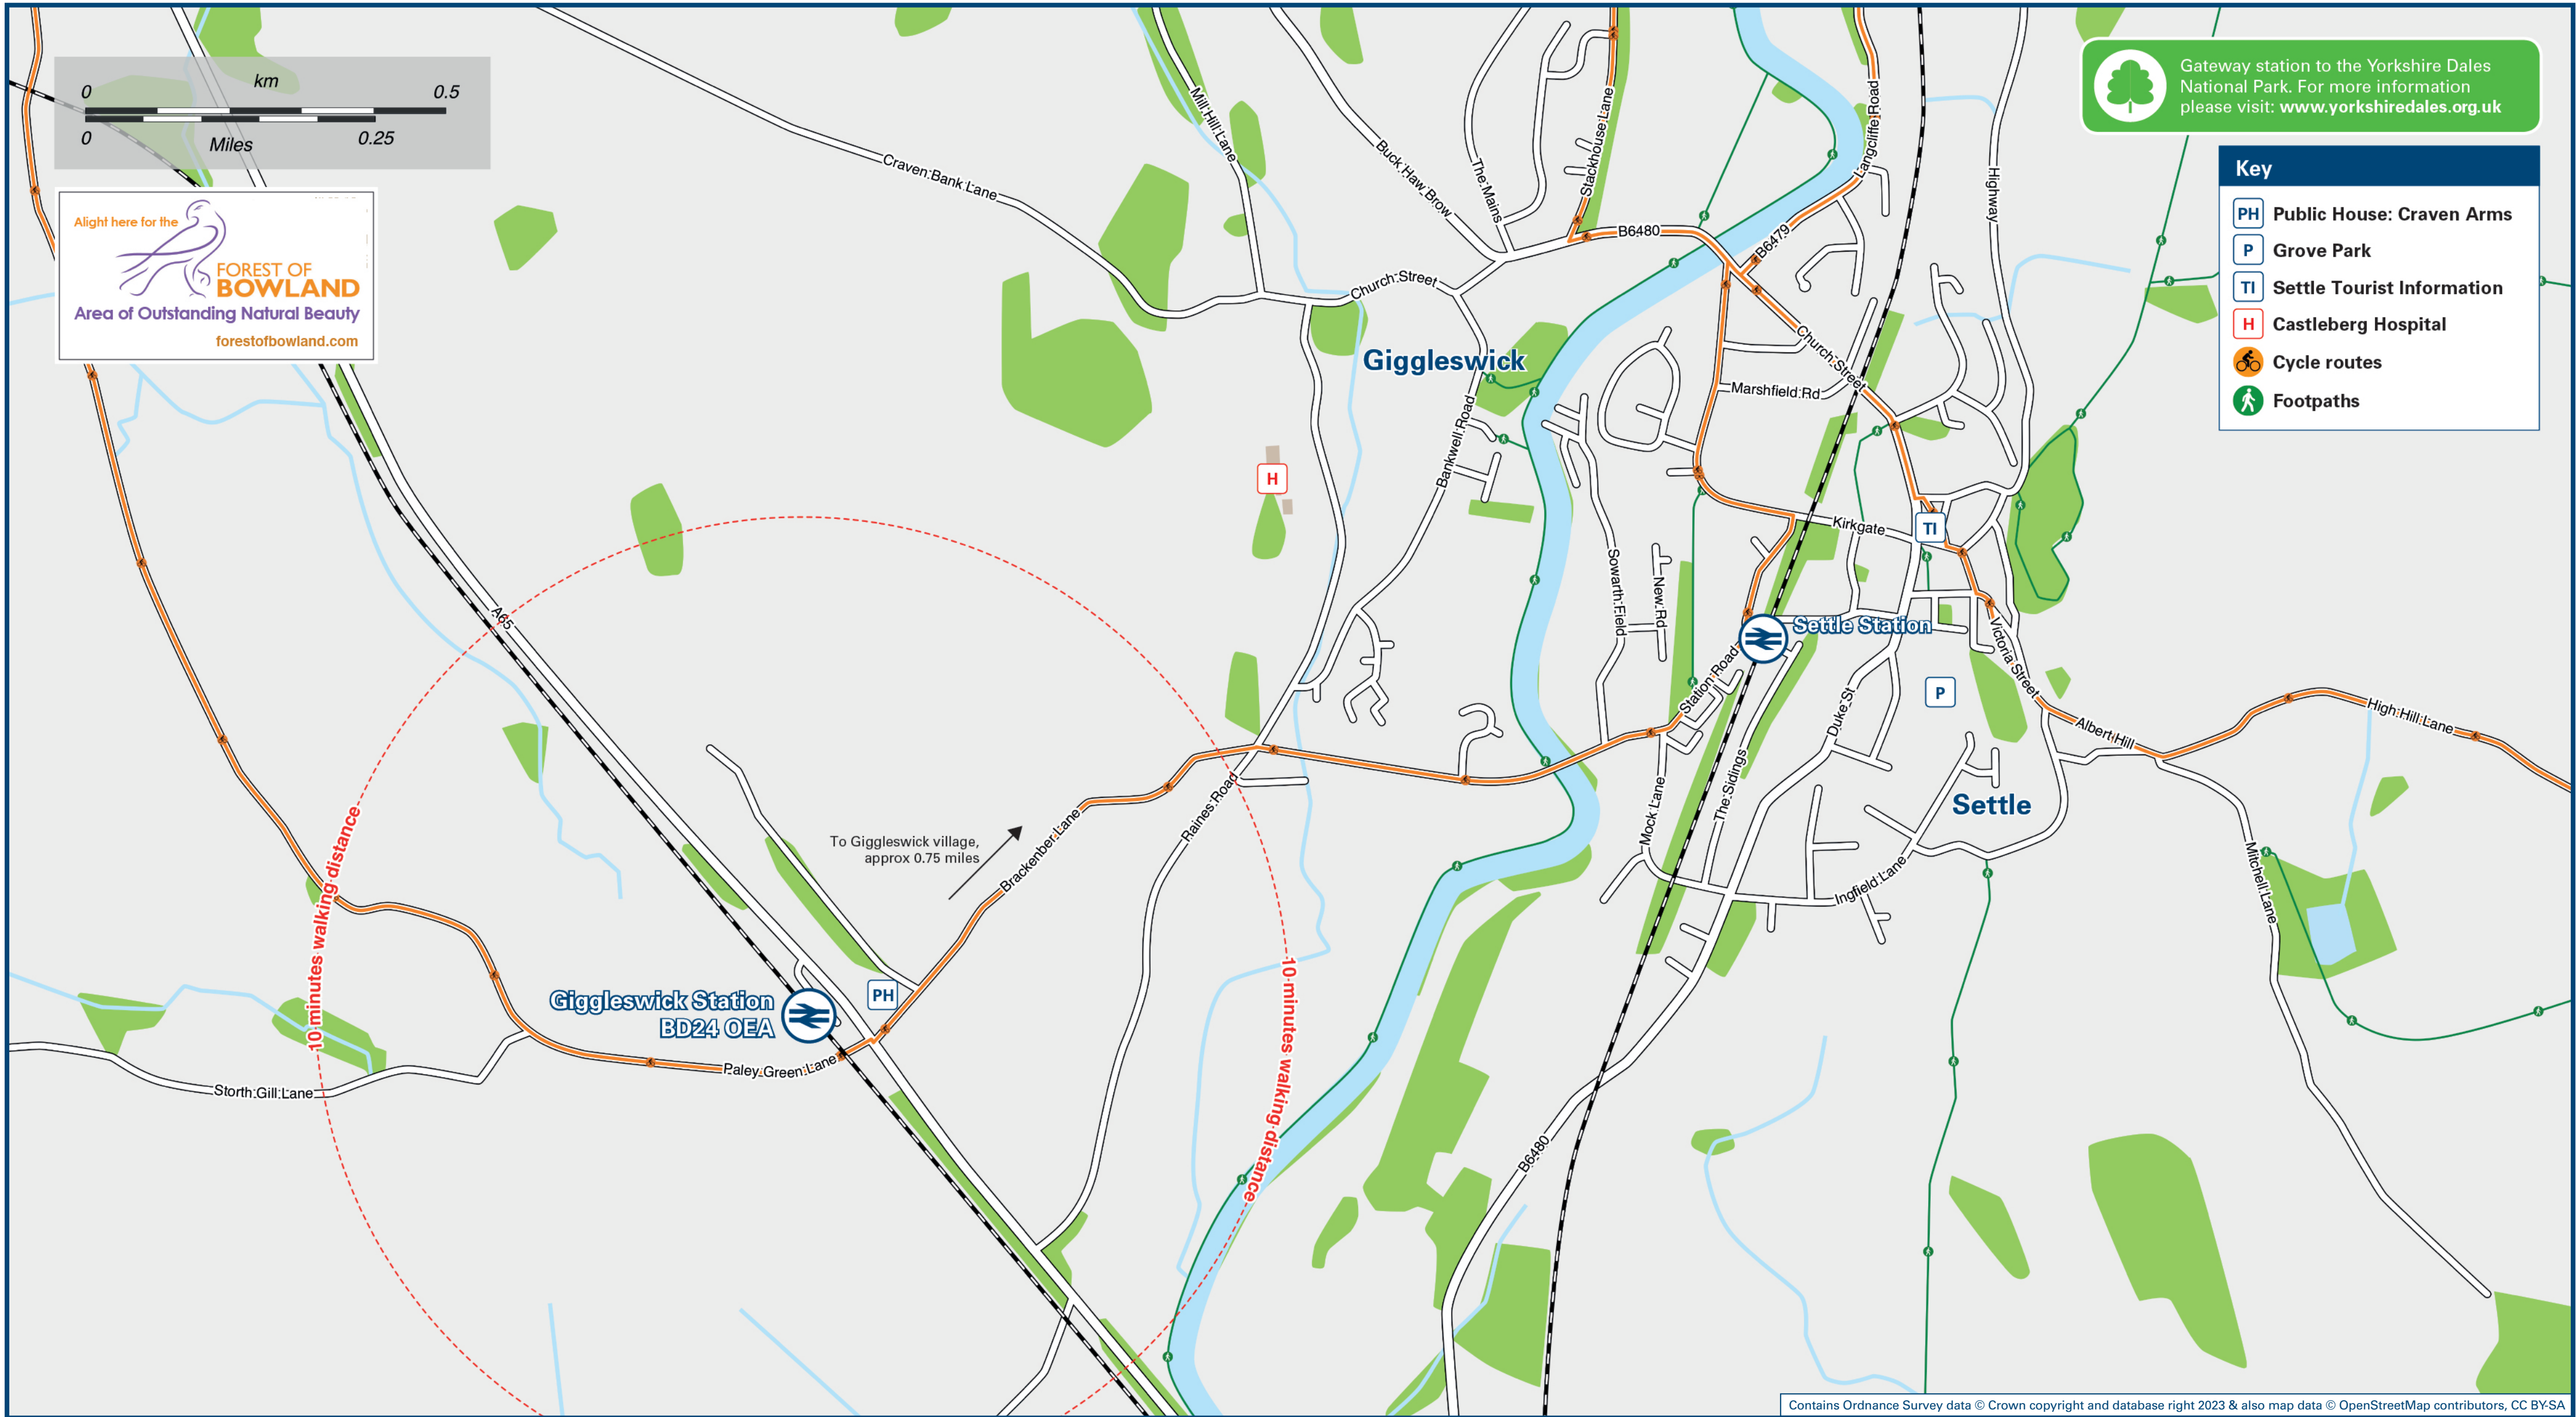 km
0
0.5
0
Miles
0.25
Alight here for the
FOREST OF
BOWLAND
Area of Outstanding Natural Beauty
forestofbowland.com
Gateway station to the Yorkshire Dales
National Park. For more information
please visit: www.yorkshiredales.org.uk
Key
PH Public House: Craven Arms
P Grove Park
TI Settle Tourist Information
H Castleberg Hospital
Cycle routes
Footpaths
Mill Hill Lane
Craven Bank Lane
Buck Haw Brow
The Mains
Stackhouse Lane
Langcliffe Road
Highway
B6480
B6479
Church Street
Church Street
Giggleswick
Marshfield Rd
Bankwell Road
H
Kirkgate
TI
Sowarth Field
New Rd
A65
Settle Station
Victoria Street
Station Road
P
Duke St
High Hill Lane
Albert Hill
The Sidings
Mock Lane
Settle
Raines Road
To Giggleswick village,
approx 0.75 miles
Brackenber Lane
Ingfield Lane
Mitchell Lane
10 minutes walking distance
10 minutes walking distance
Giggleswick Station
BD24 0EA
PH
Paley Green Lane
Storth Gill Lane
B6480
Contains Ordnance Survey data © Crown copyright and database right 2023 & also map data © OpenStreetMap contributors, CC BY-SA